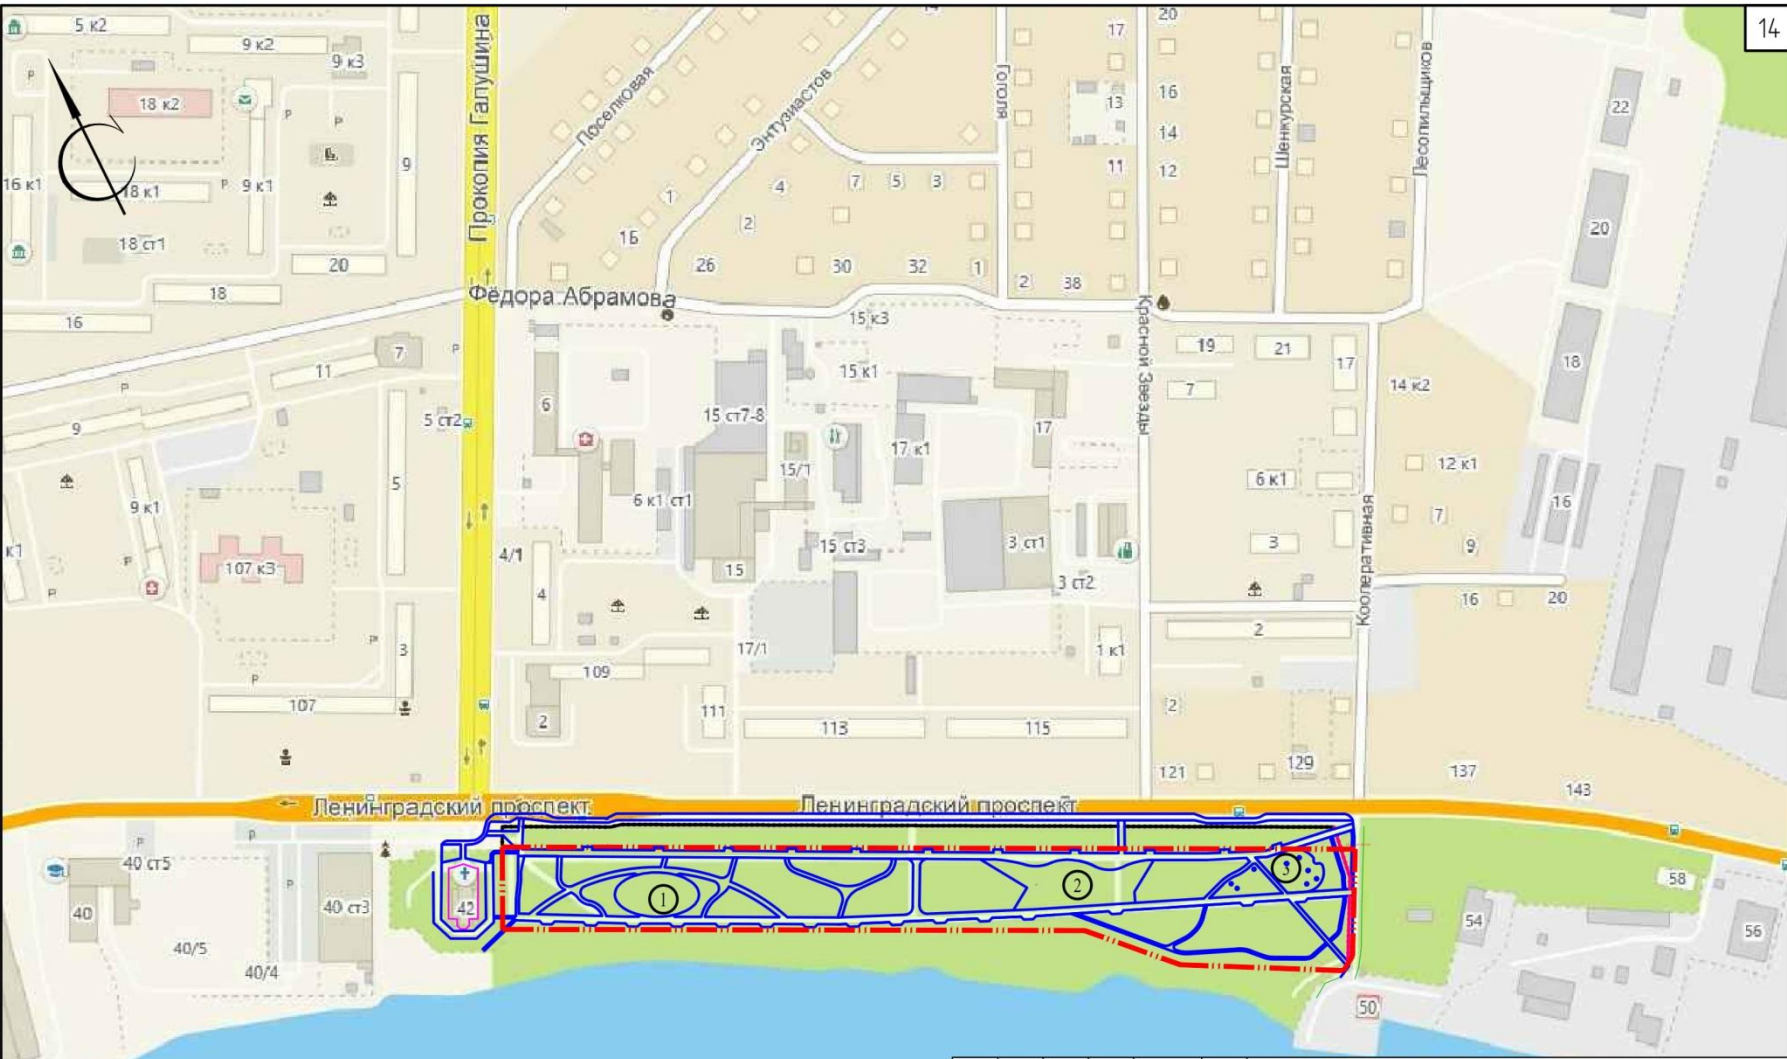 14
5 к2
9 к2
9 к3
P
18 к2
P
P
16 к1
18 к1
P
9 к1
9
18 ст1
20
18
16
Прокопия Галушина
Поселковая
Энтузиастов
Гоголя
17
20
13
16
14
11
12
Шенкурская
Лесопильщиков
22
20
1
4
7
5
3
2
1Б
26
30
32
1
2
38
Фёдора Абрамова
15 к3
Красной Звезды
19
21
17
7
14 к2
18
7
P
11
P
9
5 ст2
6
15 ст7-8
15 к1
17 к1
17
15/1
6 к1
ст1
6 к1
12 к1
7
9
16
9 к1
5
к1
P
107 к3
P
4/1
4
15
15 ст3
3 ст1
3 ст2
3
Кооперативная
16
20
P
3
P
107
109
2
111
17/1
113
115
1 к1
2
2
121
129
137
143
Ленинградский проспект
Ленинградский проспект
P
P
40 ст5
P
40
40 ст3
42
40/5
40/4
1
2
3
58
54
56
50